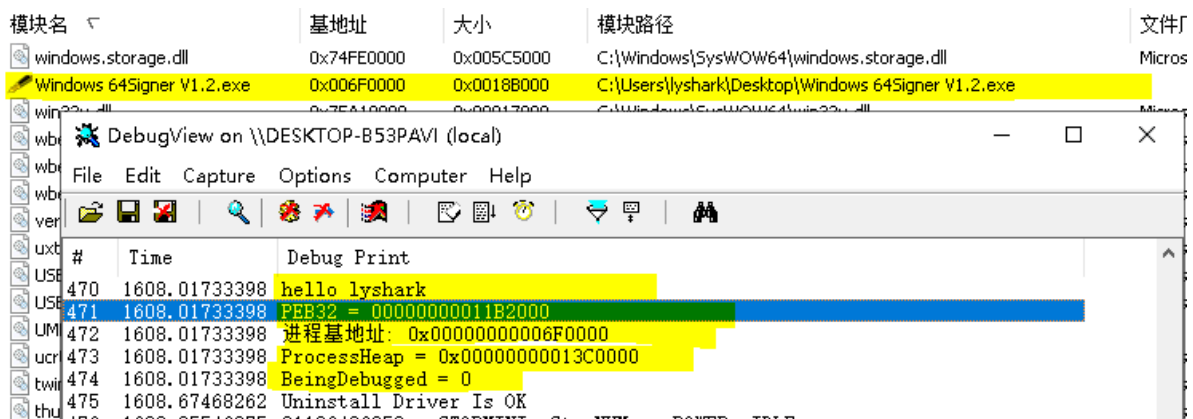 模块名 基地址 大小 模块路径
windows.storage.dll 0x74FE0000 0x005C5000 C:\Windows\SysWOW64\windows.storage.dll Micros
Windows 64Signer V1.2.exe 0x006F0000 0x0018B000 C:\Users\lyshark\Desktop\Windows 64Signer V1.2.exe
DebugView on \\DESKTOP-B53PAVI (local)
File Edit Capture Options Computer Help
# Time Debug Print
470 1608.01733398 hello lyshark
471 1608.01733398 PEB32 = 00000000011B2000
472 1608.01733398 进程基地址: 0x00000000006F0000
473 1608.01733398 ProcessHeap = 0x00000000013C0000
474 1608.01733398 BeingDebugged = 0
475 1608.67468262 Uninstall Driver Is OK